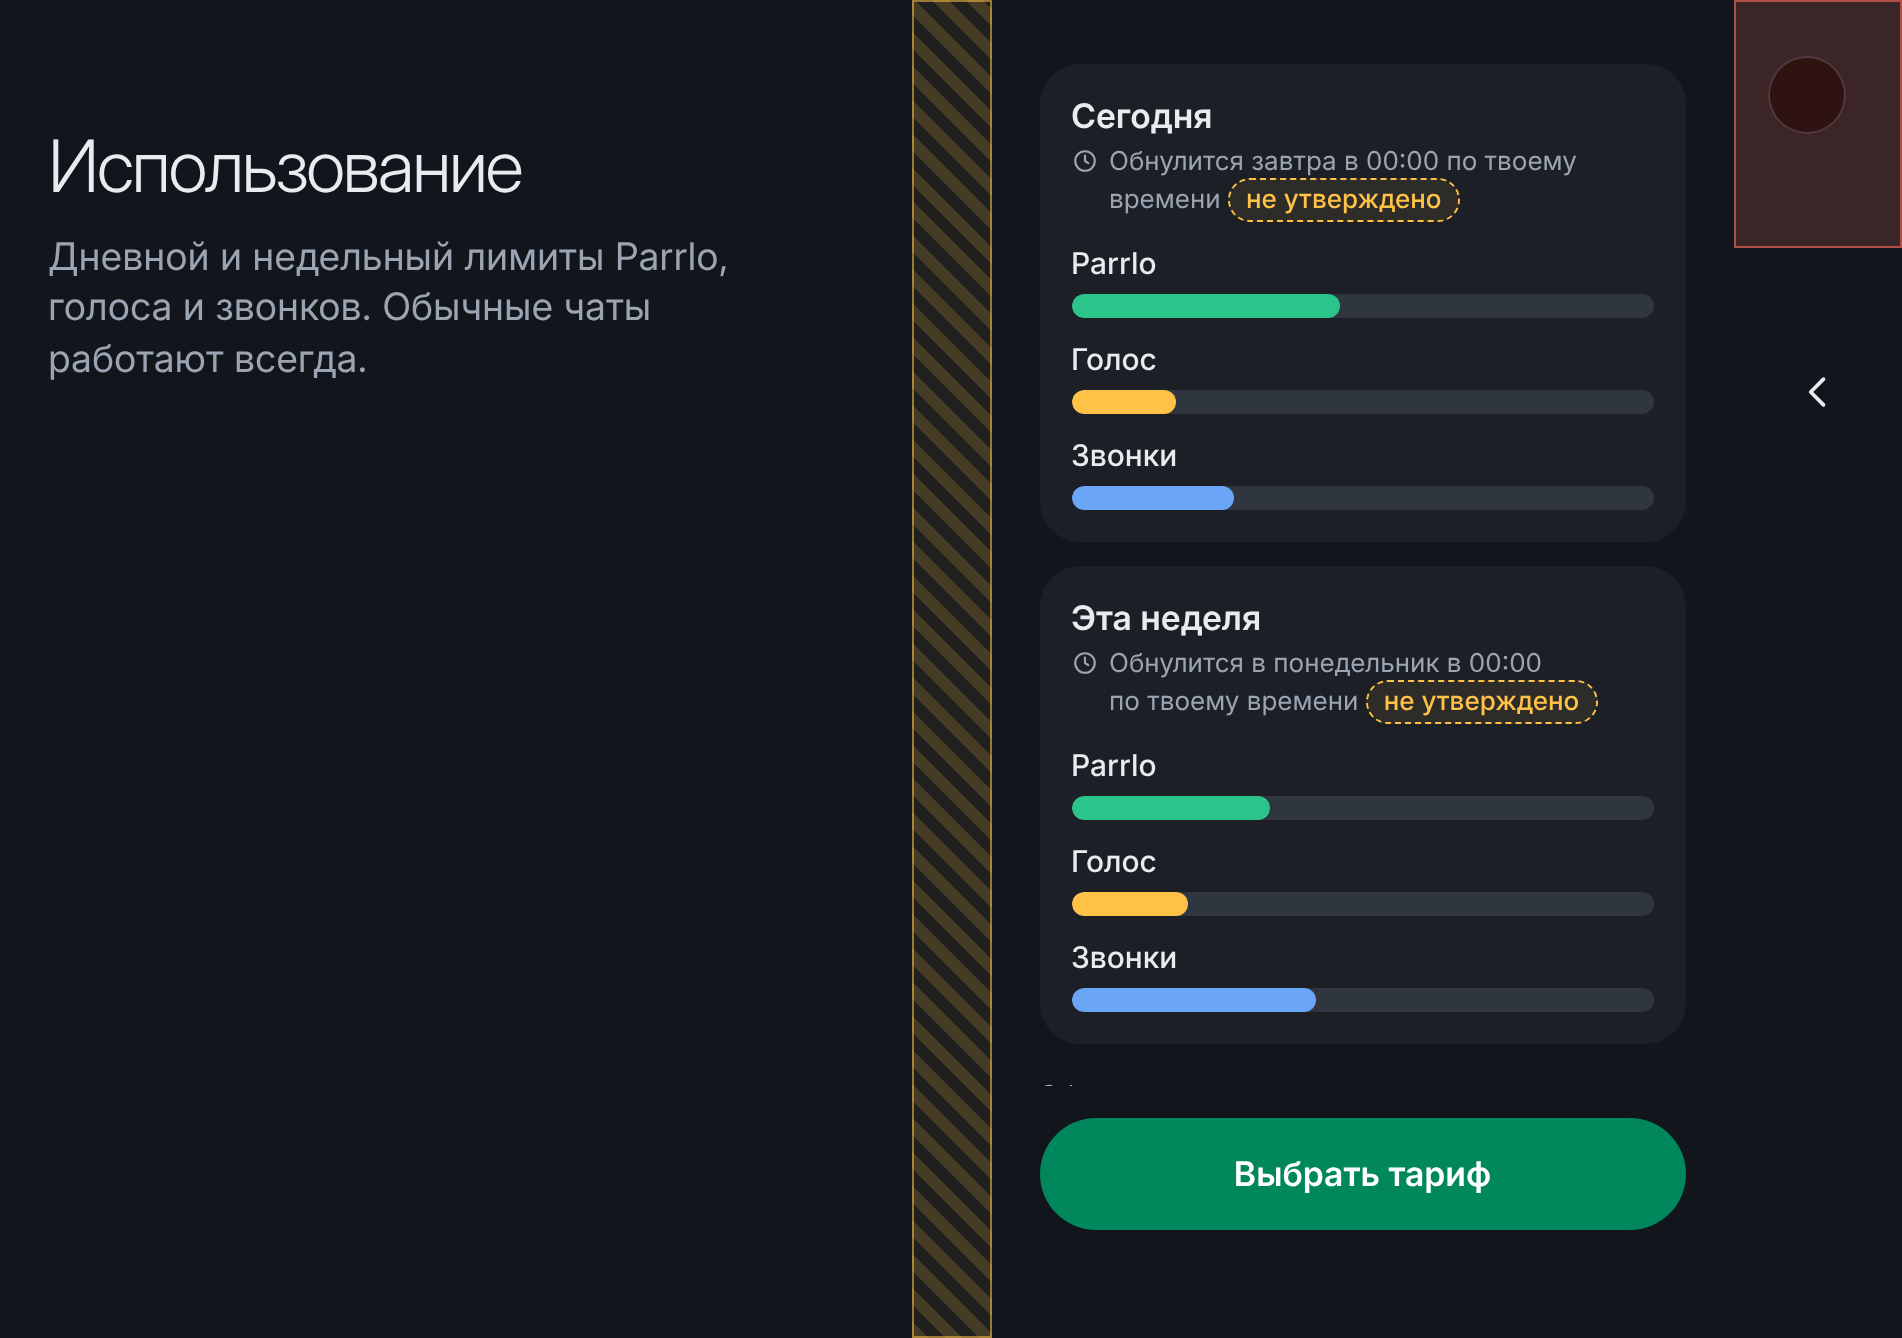 Использование
Дневной и недельный лимиты Parrlo,
голоса и звонков. Обычные чаты
работают всегда.
Сегодня
Обнулится завтра в 00:00 по твоему
времени не утверждено
Parrlo
Голос
Звонки
Эта неделя
Обнулится в понедельник в 00:00
по твоему времени не утверждено
Parrlo
Голос
Звонки
Выбрать тариф